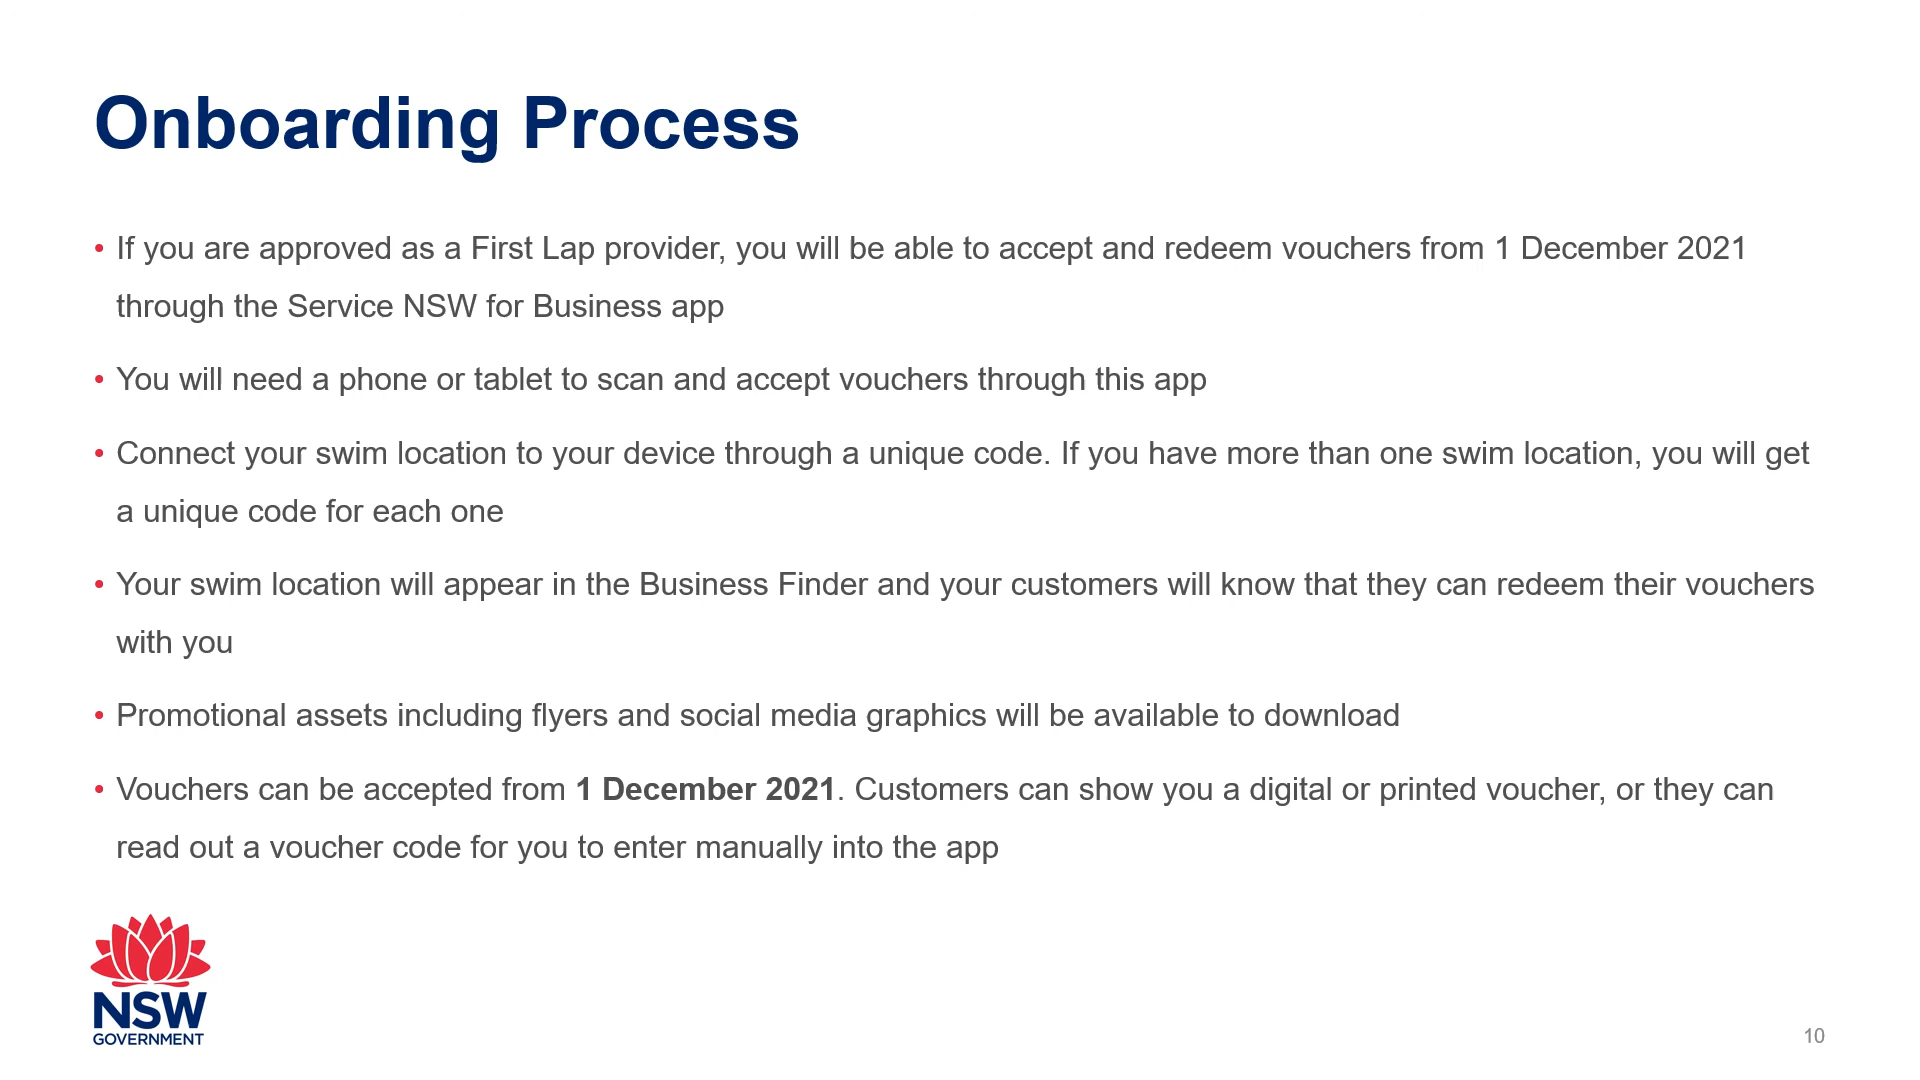 Onboarding Process
• If you are approved as a First Lap provider, you will be able to accept and redeem vouchers from 1 December 2021
through the Service NSW for Business app
• You will need a phone or tablet to scan and accept vouchers through this app
• Connect your swim location to your device through a unique code. If you have more than one swim location, you will get
a unique code for each one
• Your swim location will appear in the Business Finder and your customers will know that they can redeem their vouchers
with you
• Promotional assets including flyers and social media graphics will be available to download
• Vouchers can be accepted from 1 December 2021. Customers can show you a digital or printed voucher, or they can
read out a voucher code for you to enter manually into the app
NSW
GOVERNMENT
10